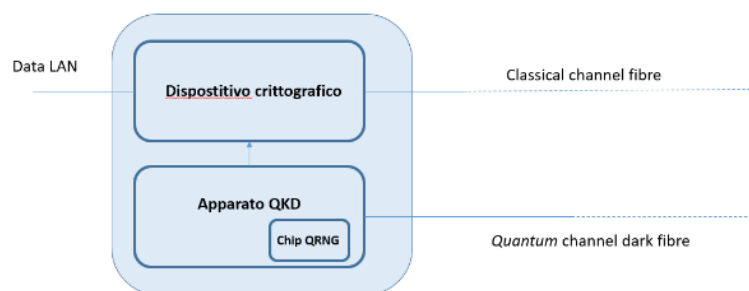 Data LAN
Dispostitivo crittografico
Classical channel fibre
Apparato QKD
Chip QRNG
Quantum channel dark fibre